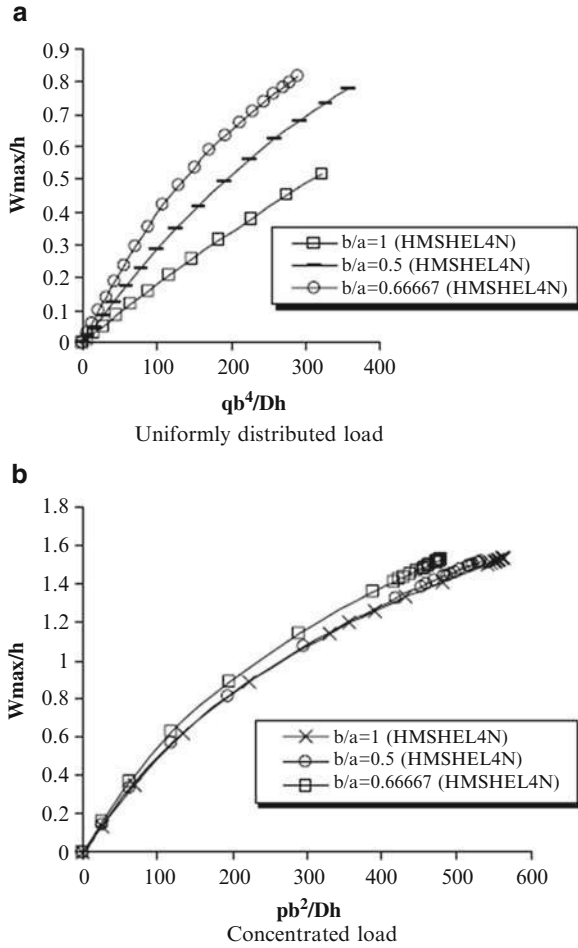 a
0.9
0.8
0.7
0.6
0.5
0.4
0.3
0.2
0.1
0
Wmax/h
b/a=1 (HMSHEL4N)
b/a=0.5 (HMSHEL4N)
b/a=0.66667 (HMSHEL4N)
0 100 200 300 400
qb⁴/Dh
Uniformly distributed load
b
1.8
1.6
1.4
1.2
1
0.8
0.6
0.4
0.2
0
Wmax/h
b/a=1 (HMSHEL4N)
b/a=0.5 (HMSHEL4N)
b/a=0.66667 (HMSHEL4N)
0 100 200 300 400 500 600
pb²/Dh
Concentrated load